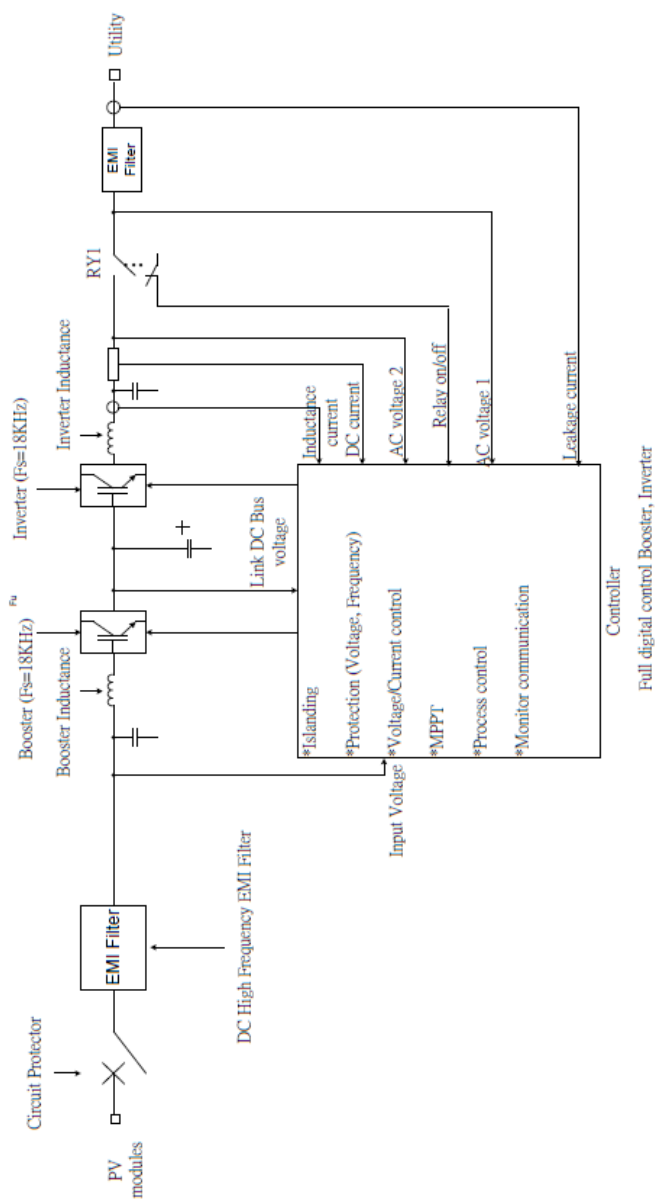 PV
modules
Circuit Protector
EMI Filter
DC High Frequency EMI Filter
Booster (Fs=18KHz)
Fu
Booster Inductance
Inverter (Fs=18KHz)
Inverter Inductance
RY1
EMI
Filter
Utility
Input Voltage
Link DC Bus
voltage
Inductance
current
DC current
AC voltage 2
Relay on/off
AC voltage 1
Leakage current
*Islanding
*Protection (Voltage, Frequency)
*Voltage/Current control
*MPPT
*Process control
*Monitor communication
Controller
Full digital control Booster, Inverter